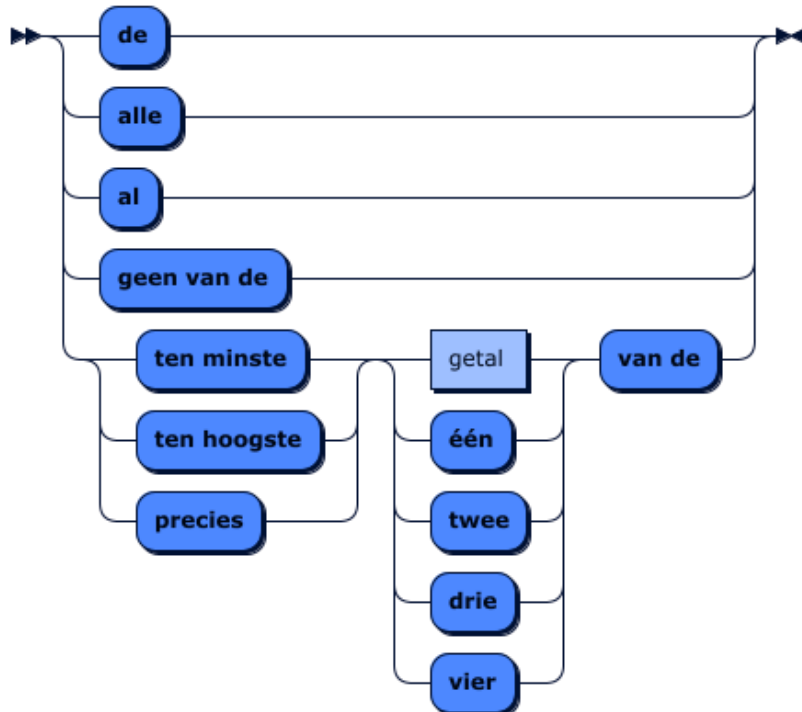 de
alle
al
geen van de
ten minste getal van de
ten hoogste één
precies twee
drie
vier